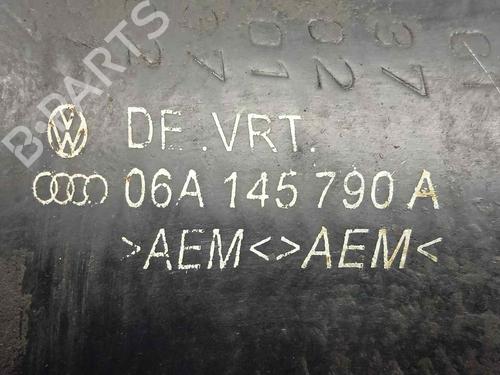 DE .VRT.
06A 145 790 A
>AEM<>AEM<
B-PARTS